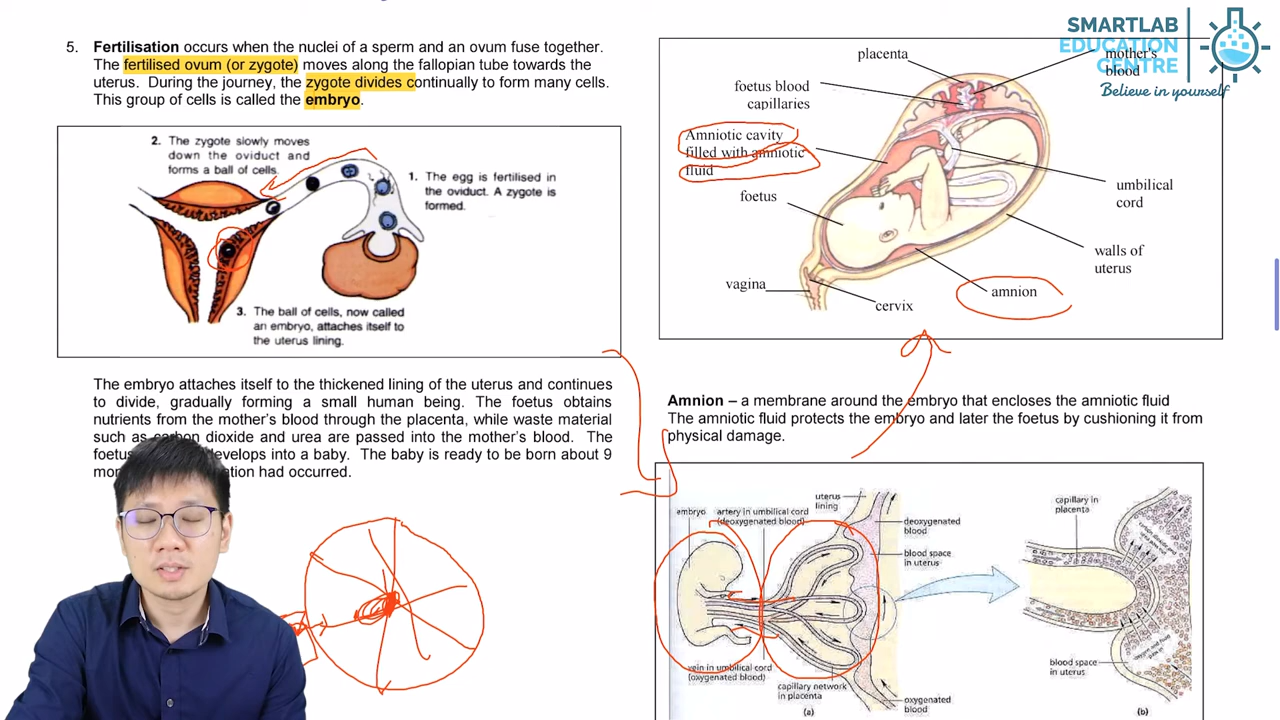 SMARTLAB
EDUCATION
CENTRE
Believe in yourself
5. Fertilisation occurs when the nuclei of a sperm and an ovum fuse together.
The fertilised ovum (or zygote) moves along the fallopian tube towards the
uterus. During the journey, the zygote divides continually to form many cells.
This group of cells is called the embryo.
2. The zygote slowly moves
down the oviduct and
forms a ball of cells.
1. The egg is fertilised in
the oviduct. A zygote is
formed.
3. The ball of cells, now called
an embryo, attaches itself to
the uterus lining.
The embryo attaches itself to the thickened lining of the uterus and continues
to divide, gradually forming a small human being. The foetus obtains
nutrients from the mother's blood through the placenta, while waste material
such as carbon dioxide and urea are passed into the mother's blood. The
foetus develops into a baby. The baby is ready to be born about 9
had occurred.
placenta
mother's
blood
foetus blood
capillaries
Amniotic cavity
filled with amniotic
fluid
foetus
umbilical
cord
walls of
uterus
vagina
amnion
cervix
Amnion – a membrane around the embryo that encloses the amniotic fluid
The amniotic fluid protects the embryo and later the foetus by cushioning it from
physical damage.
embryo
artery in umbilical cord
(deoxygenated blood)
uterus
lining
deoxygenated
blood
blood space
in uterus
vein in umbilical cord
(oxygenated blood)
capillary network
in placenta
oxygenated
blood
(a)
capillary in
placenta
blood space
in uterus
(b)